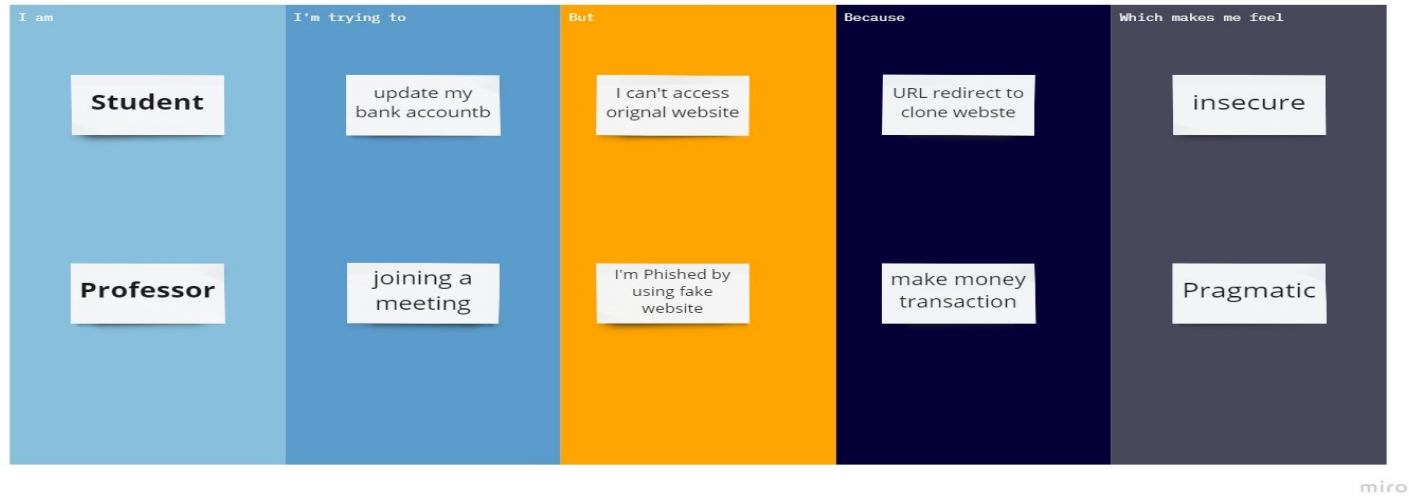 I am
I'm trying to
But
Because
Which makes me feel
Student
update my
bank accountb
I can't access
orignal website
URL redirect to
clone webste
insecure
Professor
joining a
meeting
I'm Phished by
using fake
website
make money
transaction
Pragmatic
miro